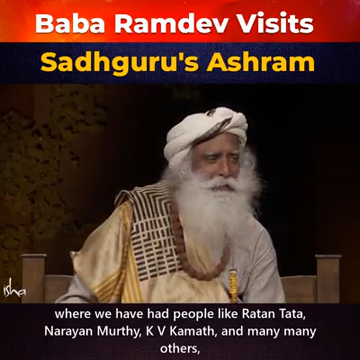 Baba Ramdev Visits
Sadhguru's Ashram
isha
where we have had people like Ratan Tata,
Narayan Murthy, K V Kamath, and many many
others,